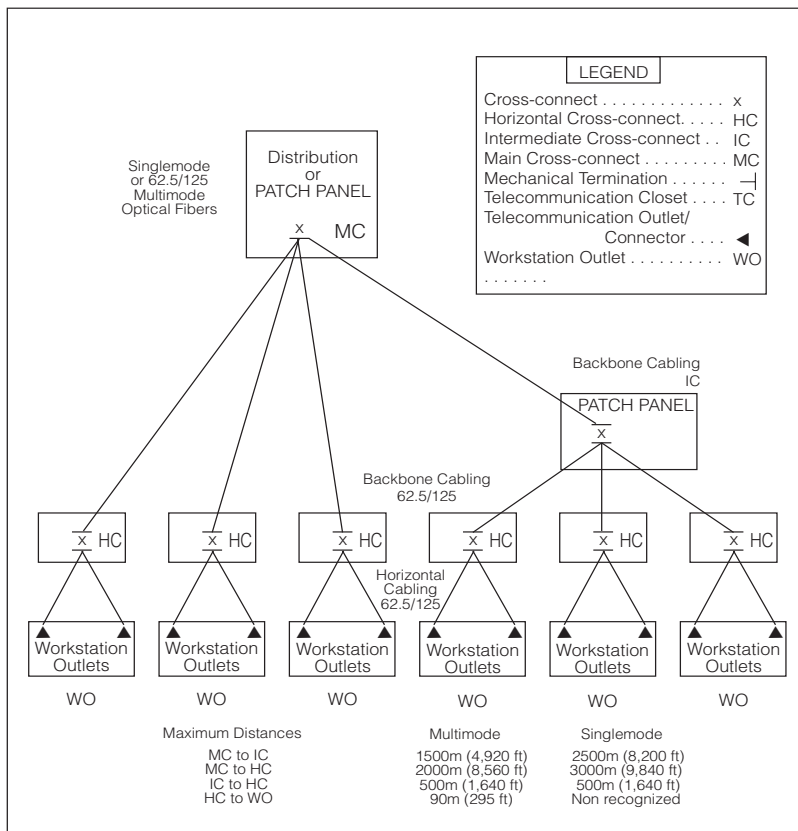 LEGEND
Cross-connect . . . . . . . . . . . . . x
Horizontal Cross-connect. . . . . HC
Intermediate Cross-connect . . IC
Main Cross-connect . . . . . . . . . MC
Mechanical Termination . . . . . . ⊣
Telecommunication Closet . . . . TC
Telecommunication Outlet/
Connector . . . . ◀
Workstation Outlet . . . . . . . . . . WO
. . . . . . .
Singlemode
or 62.5/125
Multimode
Optical Fibers
Distribution
or
PATCH PANEL
x MC
Backbone Cabling
IC
PATCH PANEL
x
Backbone Cabling
62.5/125
x HC
x HC
x HC
x HC
x HC
x HC
Horizontal
Cabling
62.5/125
Workstation
Outlets
Workstation
Outlets
Workstation
Outlets
Workstation
Outlets
Workstation
Outlets
Workstation
Outlets
WO WO WO WO WO WO
Maximum Distances Multimode Singlemode
MC to IC 1500m (4,920 ft) 2500m (8,200 ft)
MC to HC 2000m (8,560 ft) 3000m (9,840 ft)
IC to HC 500m (1,640 ft) 500m (1,640 ft)
HC to WO 90m (295 ft) Non recognized